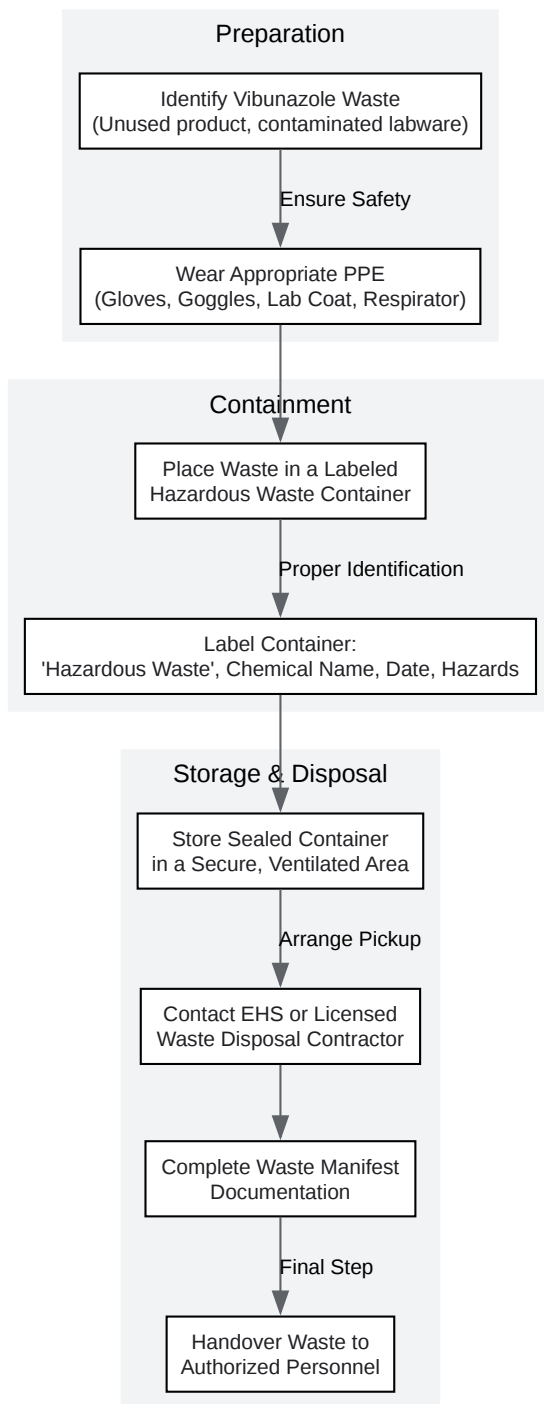 Preparation
Identify Vibunazole Waste
(Unused product, contaminated labware)
Ensure Safety
Wear Appropriate PPE
(Gloves, Goggles, Lab Coat, Respirator)
Containment
Place Waste in a Labeled
Hazardous Waste Container
Proper Identification
Label Container:
'Hazardous Waste', Chemical Name, Date, Hazards
Storage & Disposal
Store Sealed Container
in a Secure, Ventilated Area
Arrange Pickup
Contact EHS or Licensed
Waste Disposal Contractor
Complete Waste Manifest
Documentation
Final Step
Handover Waste to
Authorized Personnel